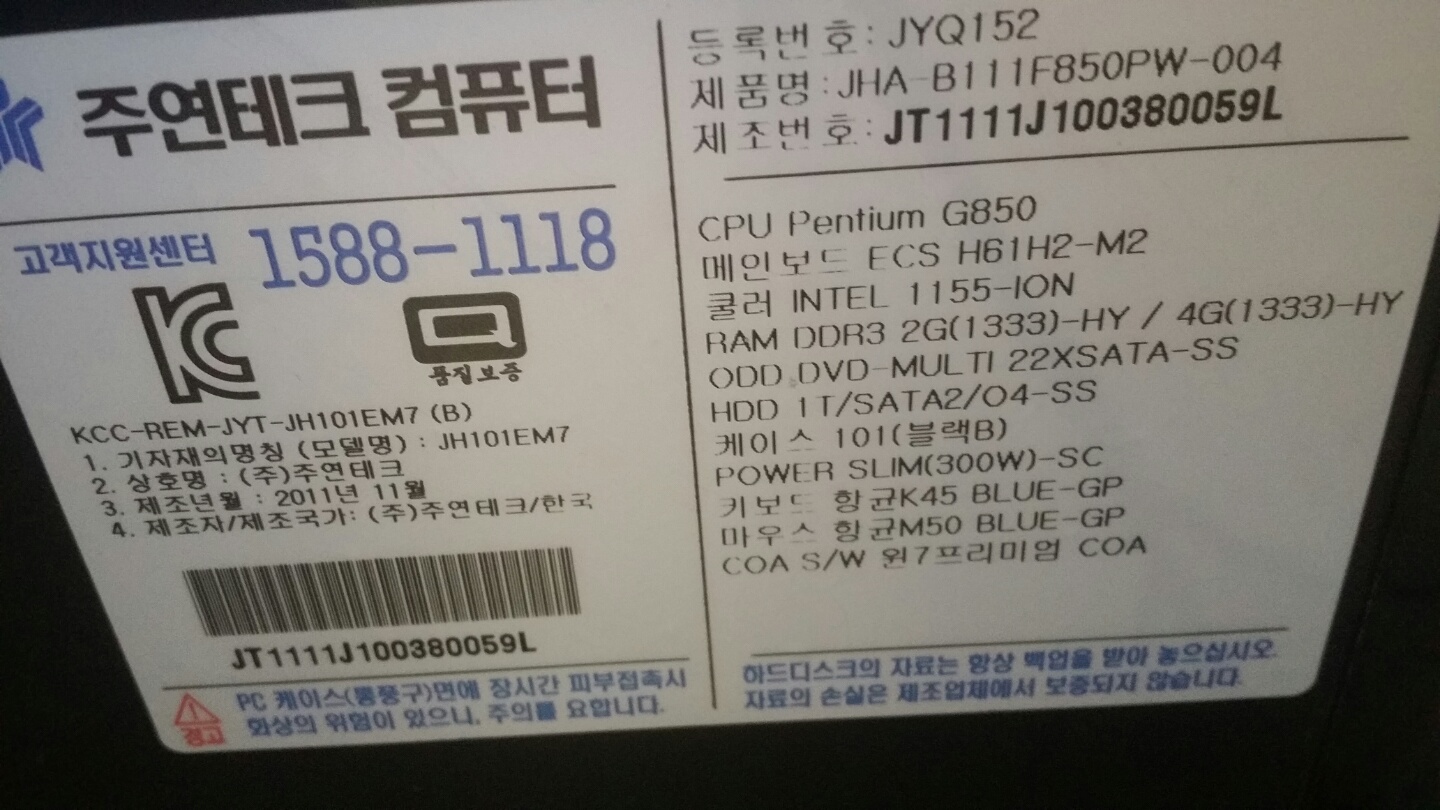 주연테크 컴퓨터
고객지원센터 1588-1118
품질보증
KCC-REM-JYT-JH101EM7 (B)
1. 기자재의명칭 (모델명) : JH101EM7
2. 상호명 : (주)주연테크
3. 제조년월 : 2011년 11월
4. 제조자/제조국가: (주)주연테크/한국
JT1111J100380059L
경고
PC 케이스(통풍구)면에 장시간 피부접촉시
화상의 위험이 있으니, 주의를 요합니다.
등록번호: JYQ152
제품명: JHA-B111F850PW-004
제조번호: JT1111J100380059L
CPU Pentium G850
메인보드 ECS H61H2-M2
쿨러 INTEL 1155-ION
RAM DDR3 2G(1333)-HY / 4G(1333)-HY
ODD DVD-MULTI 22XSATA-SS
HDD 1T/SATA2/04-SS
케이스 101(블랙B)
POWER SLIM(300W)-SC
키보드 항균K45 BLUE-GP
마우스 항균M50 BLUE-GP
COA S/W 윈7프리미엄 COA
하드디스크의 자료는 항상 백업을 받아 놓으십시오.
자료의 손실은 제조업체에서 보증되지 않습니다.